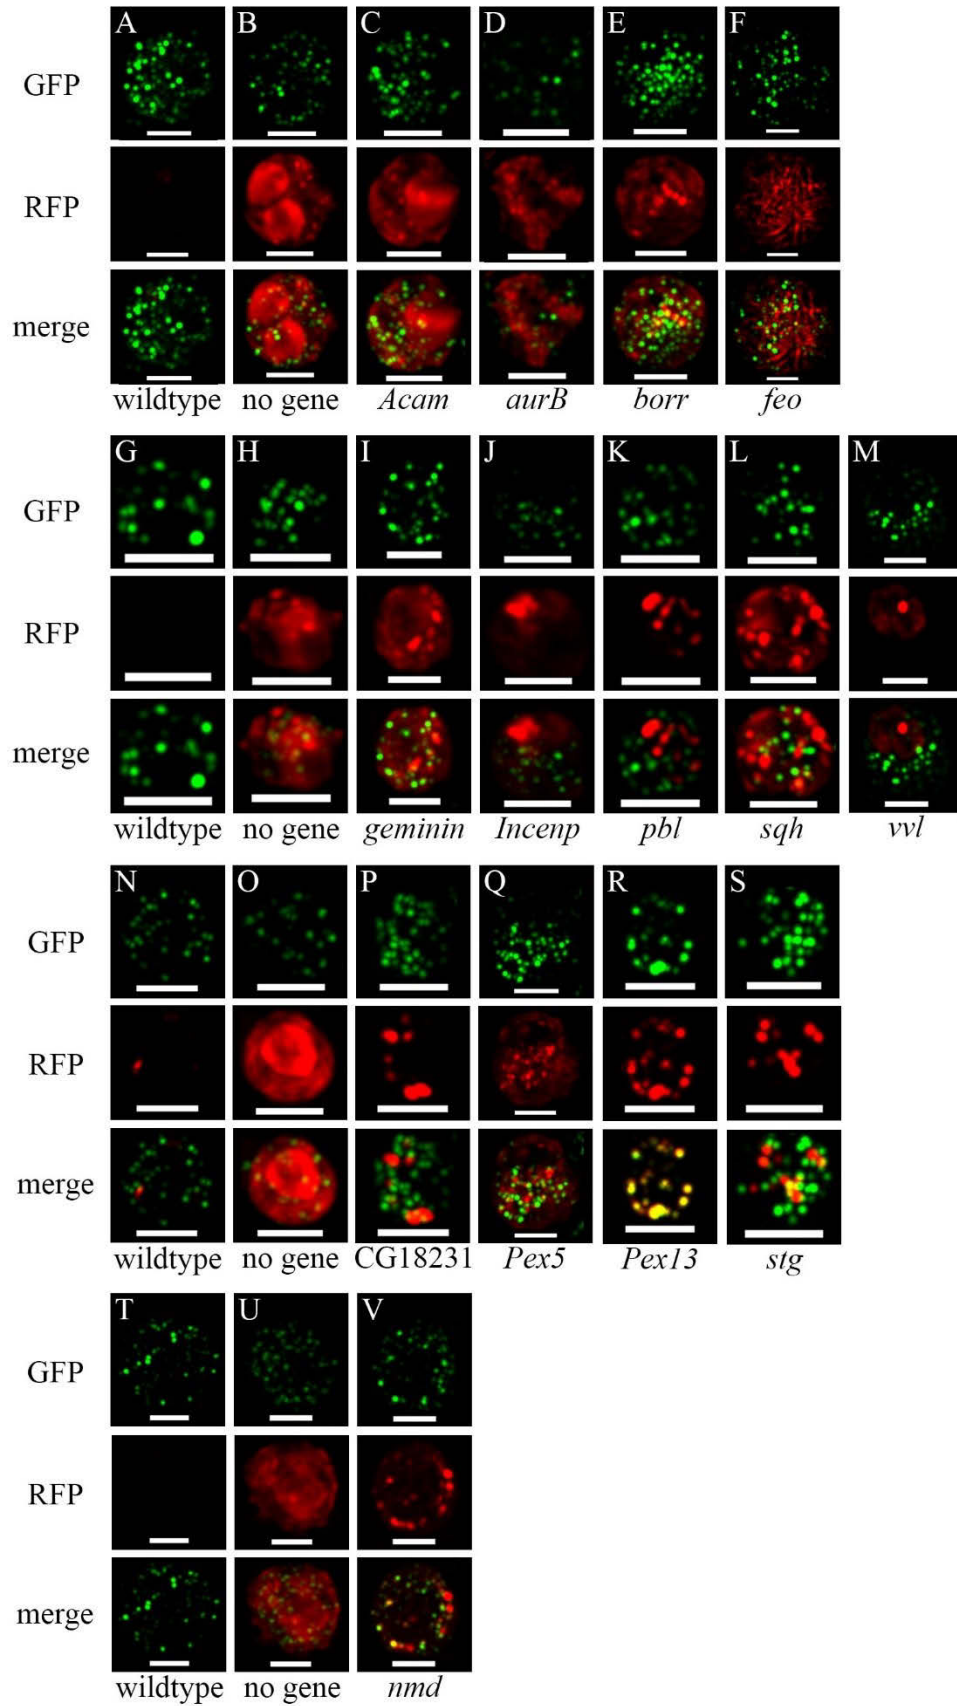 A B C D E F
GFP
RFP
merge
wildtype no gene Acam aurB borr feo
G H I J K L M
GFP
RFP
merge
wildtype no gene geminin Incenp pbl sqh vvl
N O P Q R S
GFP
RFP
merge
wildtype no gene CG18231 Pex5 Pex13 stg
T U V
GFP
RFP
merge
wildtype no gene nmd